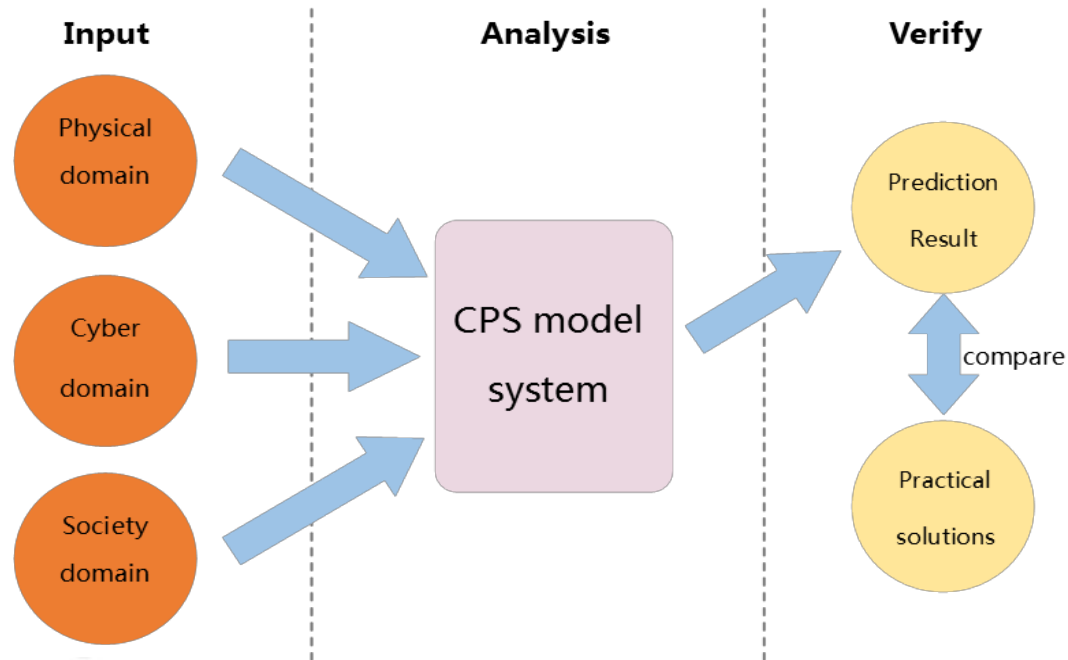 Input
Analysis
Verify
Physical
domain
Cyber
domain
Society
domain
CPS model
system
Prediction
Result
compare
Practical
solutions